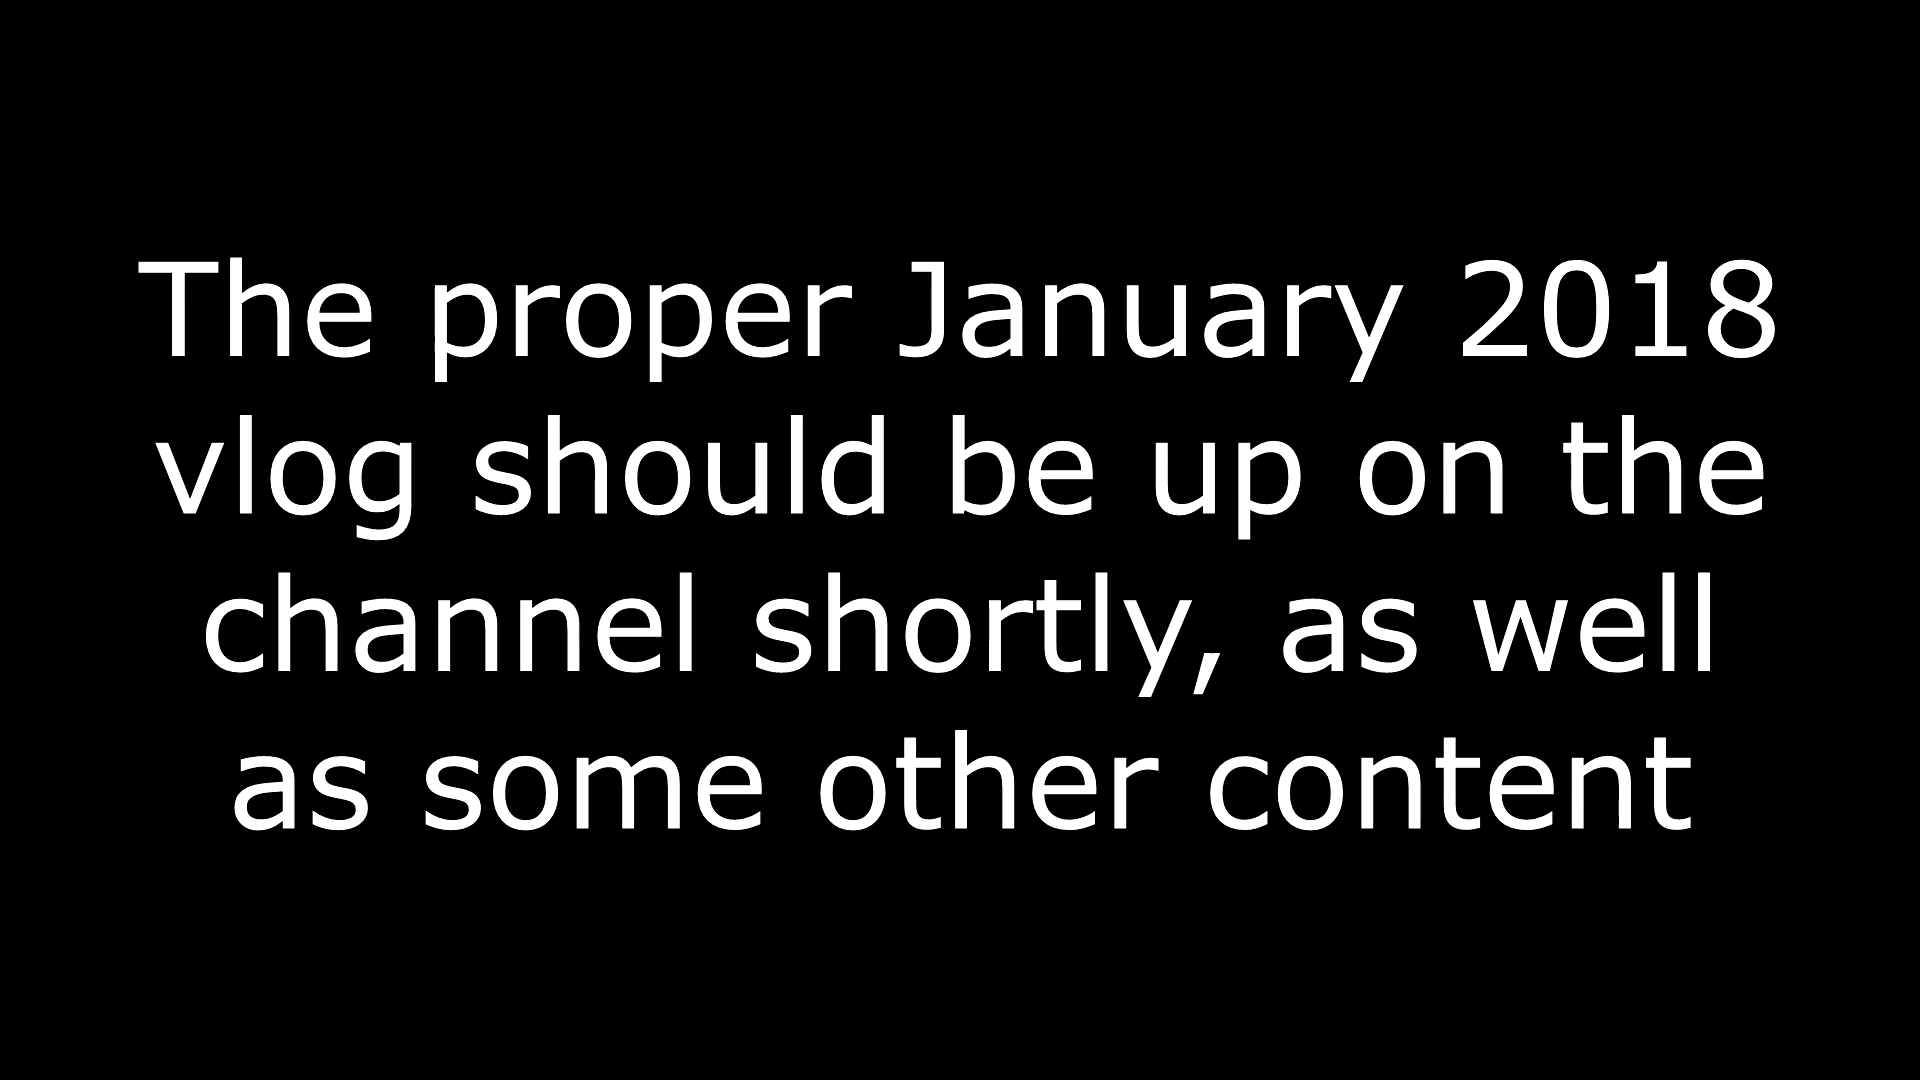 The proper January 2018
vlog should be up on the
channel shortly, as well
as some other content